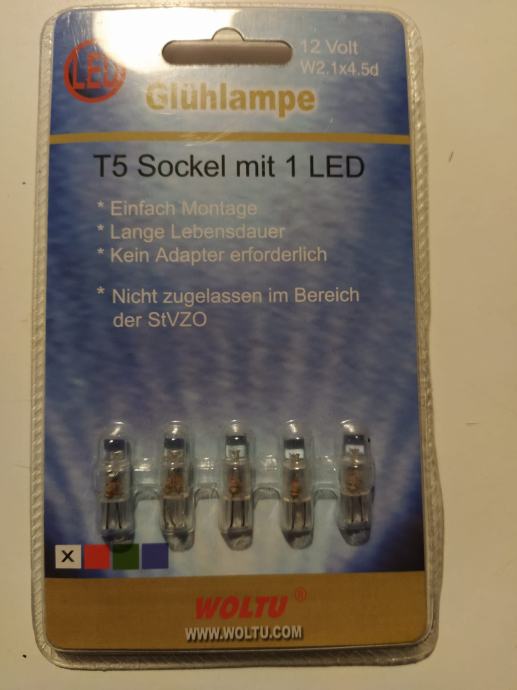 LED
12 Volt
W2.1x4.5d
Glühlampe
T5 Sockel mit 1 LED
* Einfach Montage
* Lange Lebensdauer
* Kein Adapter erforderlich
* Nicht zugelassen im Bereich
der StVZO
X
WOLTU ®
WWW.WOLTU.COM